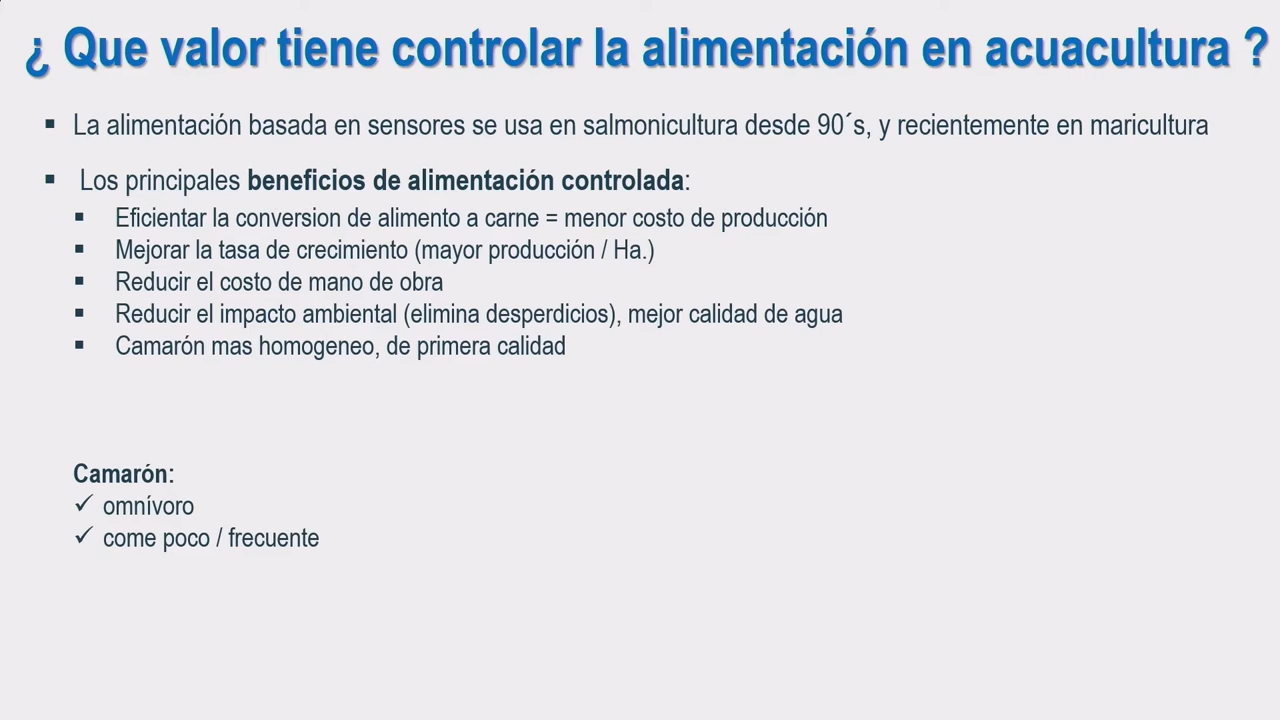 ¿ Que valor tiene controlar la alimentación en acuacultura ?
▪ La alimentación basada en sensores se usa en salmonicultura desde 90´s, y recientemente en maricultura
▪ Los principales beneficios de alimentación controlada:
▪ Eficientar la conversion de alimento a carne = menor costo de producción
▪ Mejorar la tasa de crecimiento (mayor producción / Ha.)
▪ Reducir el costo de mano de obra
▪ Reducir el impacto ambiental (elimina desperdicios), mejor calidad de agua
▪ Camarón mas homogeneo, de primera calidad
Camarón:
✓ omnívoro
✓ come poco / frecuente